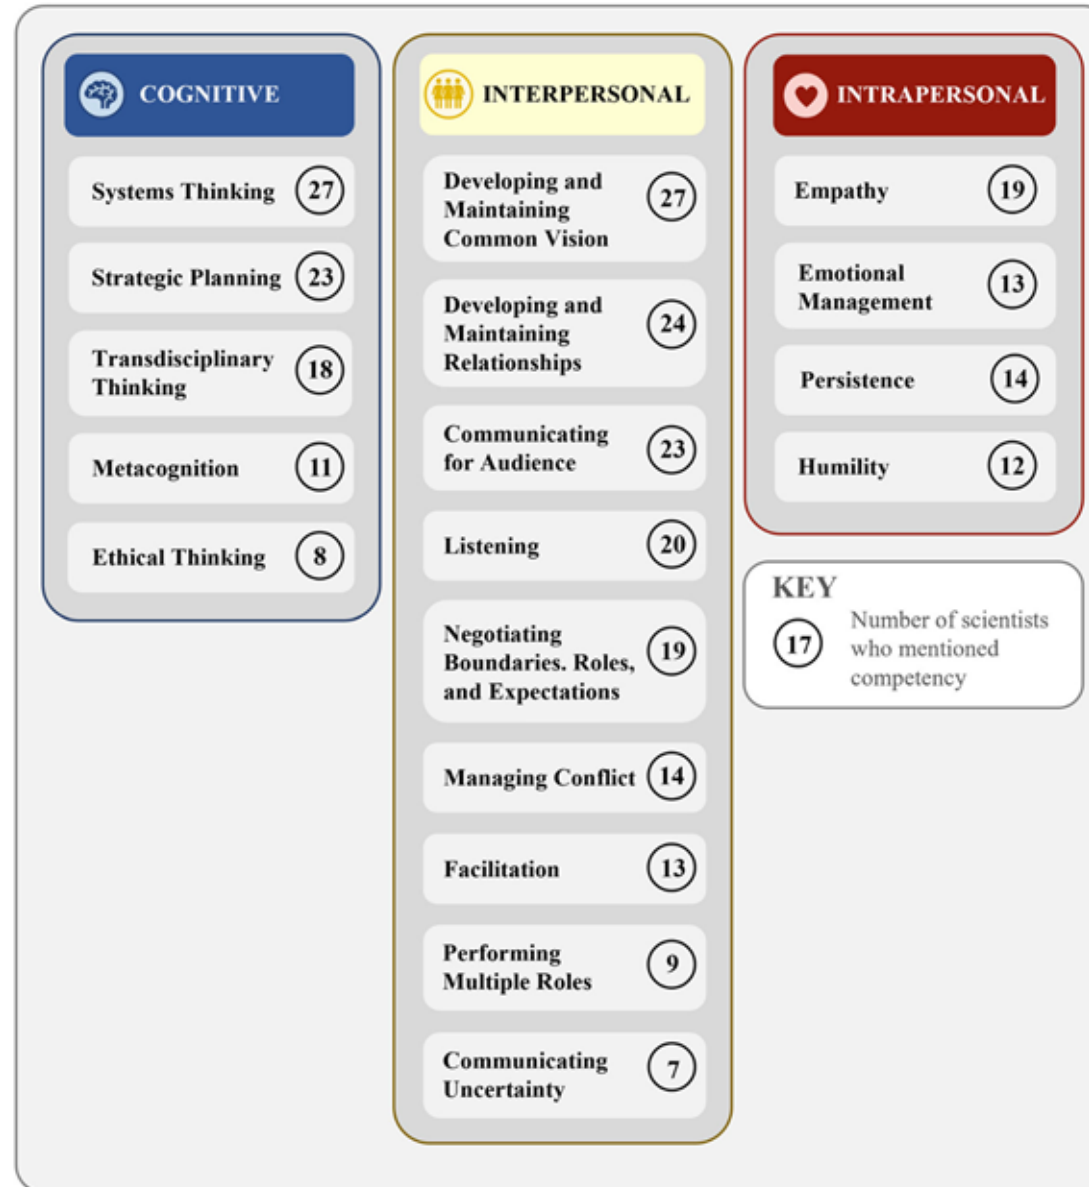 COGNITIVE
Systems Thinking 27
Strategic Planning 23
Transdisciplinary
Thinking 18
Metacognition 11
Ethical Thinking 8
INTERPERSONAL
Developing and
Maintaining
Common Vision 27
Developing and
Maintaining
Relationships 24
Communicating
for Audience 23
Listening 20
Negotiating
Boundaries. Roles,
and Expectations 19
Managing Conflict 14
Facilitation 13
Performing
Multiple Roles 9
Communicating
Uncertainty 7
INTRAPERSONAL
Empathy 19
Emotional
Management 13
Persistence 14
Humility 12
KEY
17 Number of scientists
who mentioned
competency